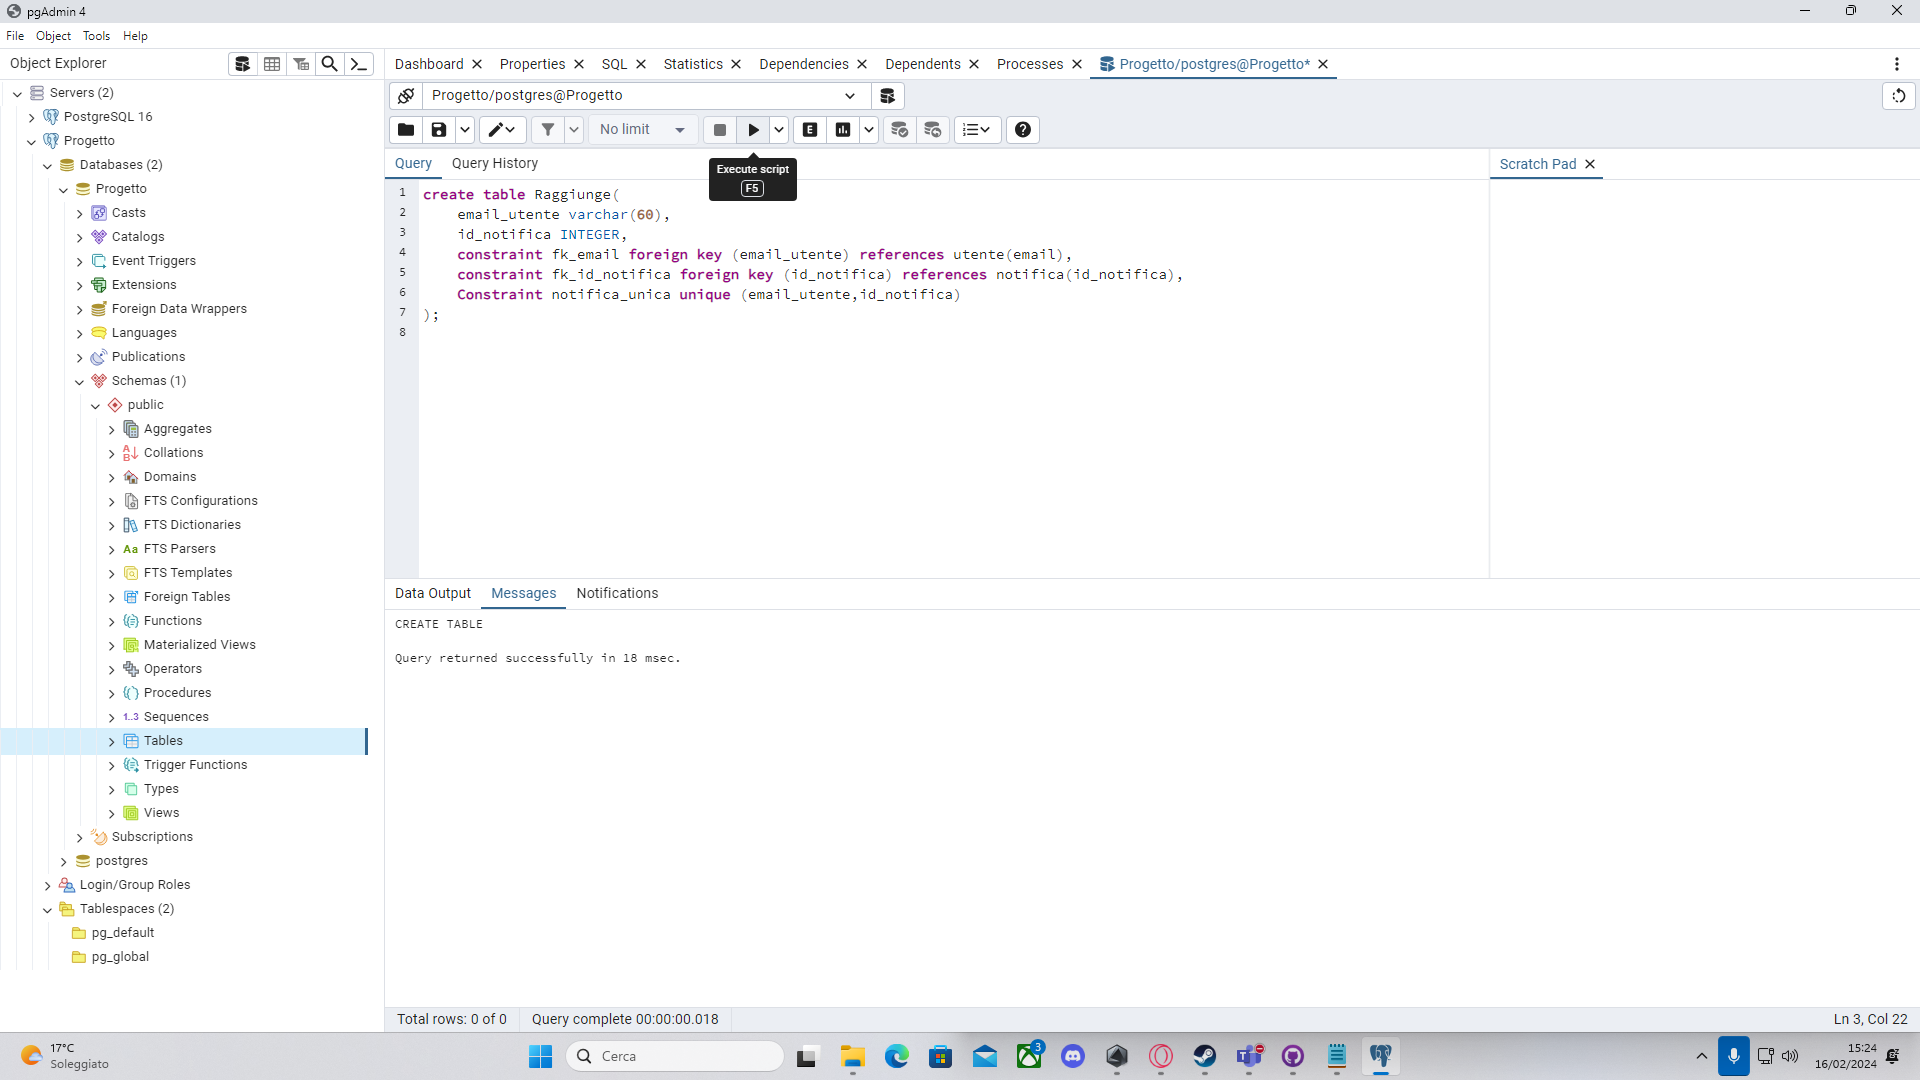 pgAdmin 4
File Object Tools Help
Object Explorer
Dashboard Properties SQL Statistics Dependencies Dependents Processes Progetto/postgres@Progetto*
Servers (2)
PostgreSQL 16
Progetto
Databases (2)
Progetto
Casts
Catalogs
Event Triggers
Extensions
Foreign Data Wrappers
Languages
Publications
Schemas (1)
public
Aggregates
Collations
Domains
FTS Configurations
FTS Dictionaries
Aa FTS Parsers
FTS Templates
Foreign Tables
Functions
Materialized Views
Operators
Procedures
1..3 Sequences
Tables
Trigger Functions
Types
Views
Subscriptions
postgres
Login/Group Roles
Tablespaces (2)
pg_default
pg_global
Progetto/postgres@Progetto
No limit
E
Query Query History
Execute script
F5
Scratch Pad
1 create table Raggiunge(
2 email_utente varchar(60),
3 id_notifica INTEGER,
4 constraint fk_email foreign key (email_utente) references utente(email),
5 constraint fk_id_notifica foreign key (id_notifica) references notifica(id_notifica),
6 Constraint notifica_unica unique (email_utente,id_notifica)
7 );
8
Data Output Messages Notifications
CREATE TABLE
Query returned successfully in 18 msec.
Total rows: 0 of 0 Query complete 00:00:00.018 Ln 3, Col 22
17°C
Soleggiato
Cerca
3
15:24
16/02/2024